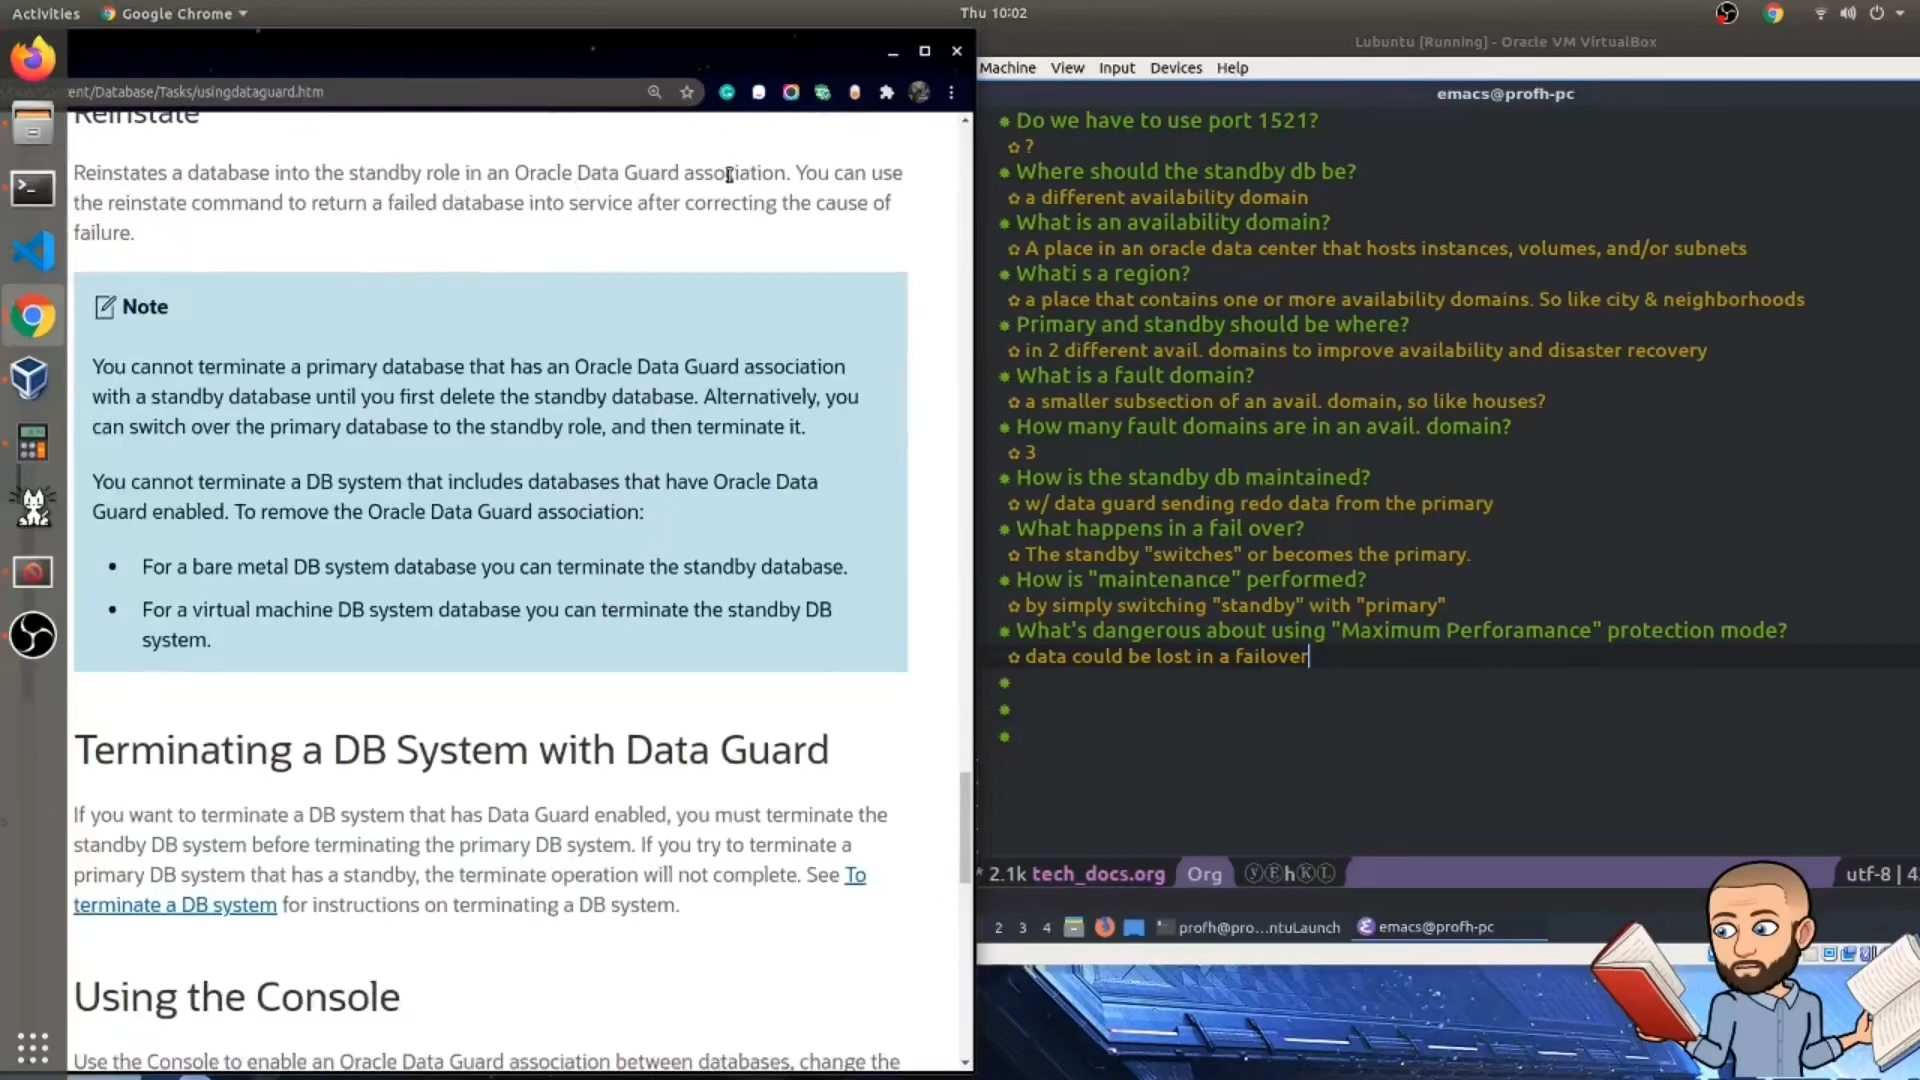 Activities
Google Chrome
Thu 10:02
Lubuntu [Running] - Oracle VM VirtualBox
Machine View Input Devices Help
ent/Database/Tasks/usingdataguard.htm
emacs@profh-pc
Reinstate
Reinstates a database into the standby role in an Oracle Data Guard association. You can use
the reinstate command to return a failed database into service after correcting the cause of
failure.
Note
You cannot terminate a primary database that has an Oracle Data Guard association
with a standby database until you first delete the standby database. Alternatively, you
can switch over the primary database to the standby role, and then terminate it.
You cannot terminate a DB system that includes databases that have Oracle Data
Guard enabled. To remove the Oracle Data Guard association:
• For a bare metal DB system database you can terminate the standby database.
• For a virtual machine DB system database you can terminate the standby DB
system.
Terminating a DB System with Data Guard
If you want to terminate a DB system that has Data Guard enabled, you must terminate the
standby DB system before terminating the primary DB system. If you try to terminate a
primary DB system that has a standby, the terminate operation will not complete. See To
terminate a DB system for instructions on terminating a DB system.
Using the Console
Use the Console to enable an Oracle Data Guard association between databases, change the
Do we have to use port 1521?
?
Where should the standby db be?
a different availability domain
What is an availability domain?
A place in an oracle data center that hosts instances, volumes, and/or subnets
Whati s a region?
a place that contains one or more availability domains. So like city & neighborhoods
Primary and standby should be where?
in 2 different avail. domains to improve availability and disaster recovery
What is a fault domain?
a smaller subsection of an avail. domain, so like houses?
How many fault domains are in an avail. domain?
3
How is the standby db maintained?
w/ data guard sending redo data from the primary
What happens in a fail over?
The standby "switches" or becomes the primary.
How is "maintenance" performed?
by simply switching "standby" with "primary"
What's dangerous about using "Maximum Perforamance" protection mode?
data could be lost in a failover
* 2.1k tech_docs.org Org ⓨⒺhⓀⓁ utf-8 | 4
2 3 4 profh@pro...ntuLaunch emacs@profh-pc